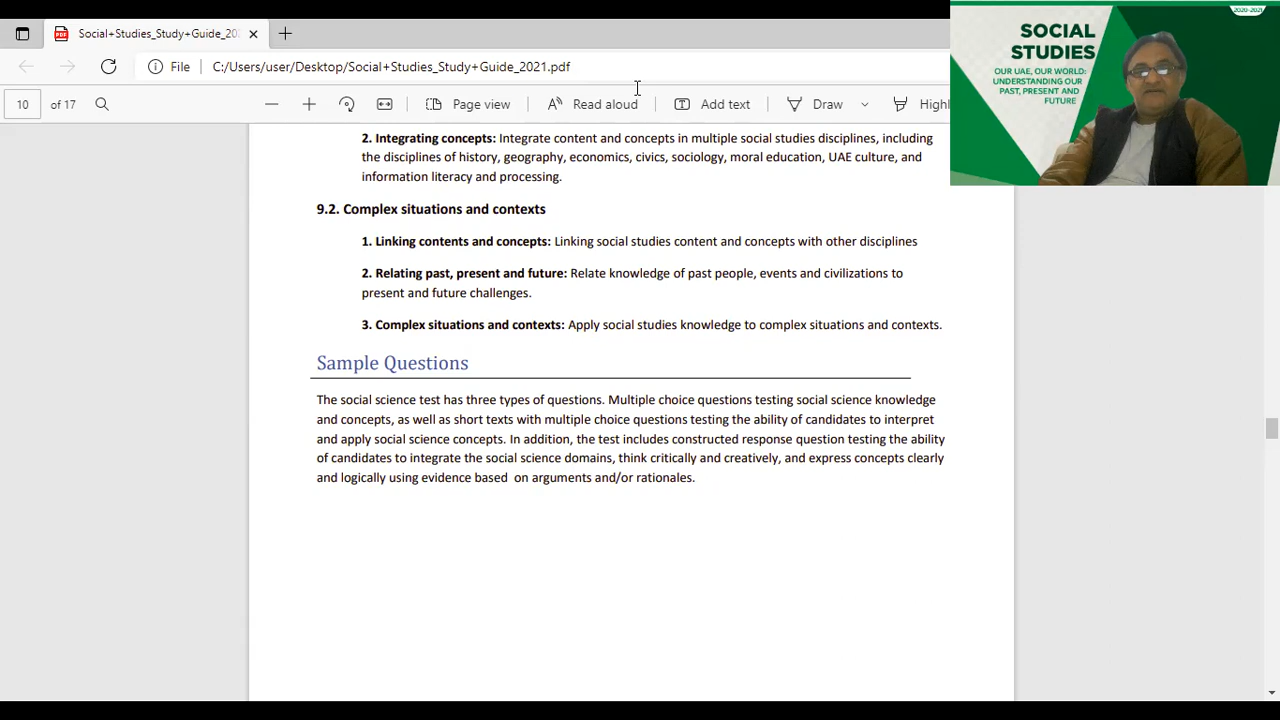 Social+Studies_Study+Guide_202
File
C:/Users/user/Desktop/Social+Studies_Study+Guide_2021.pdf
10 of 17
Page view
Read aloud
Add text
Draw
Highl
2020-2021
SOCIAL
STUDIES
OUR UAE, OUR WORLD:
UNDERSTANDING OUR
PAST, PRESENT AND
FUTURE
2. Integrating concepts: Integrate content and concepts in multiple social studies disciplines, including
the disciplines of history, geography, economics, civics, sociology, moral education, UAE culture, and
information literacy and processing.
9.2. Complex situations and contexts
1. Linking contents and concepts: Linking social studies content and concepts with other disciplines
2. Relating past, present and future: Relate knowledge of past people, events and civilizations to
present and future challenges.
3. Complex situations and contexts: Apply social studies knowledge to complex situations and contexts.
Sample Questions
The social science test has three types of questions. Multiple choice questions testing social science knowledge
and concepts, as well as short texts with multiple choice questions testing the ability of candidates to interpret
and apply social science concepts. In addition, the test includes constructed response question testing the ability
of candidates to integrate the social science domains, think critically and creatively, and express concepts clearly
and logically using evidence based  on arguments and/or rationales.